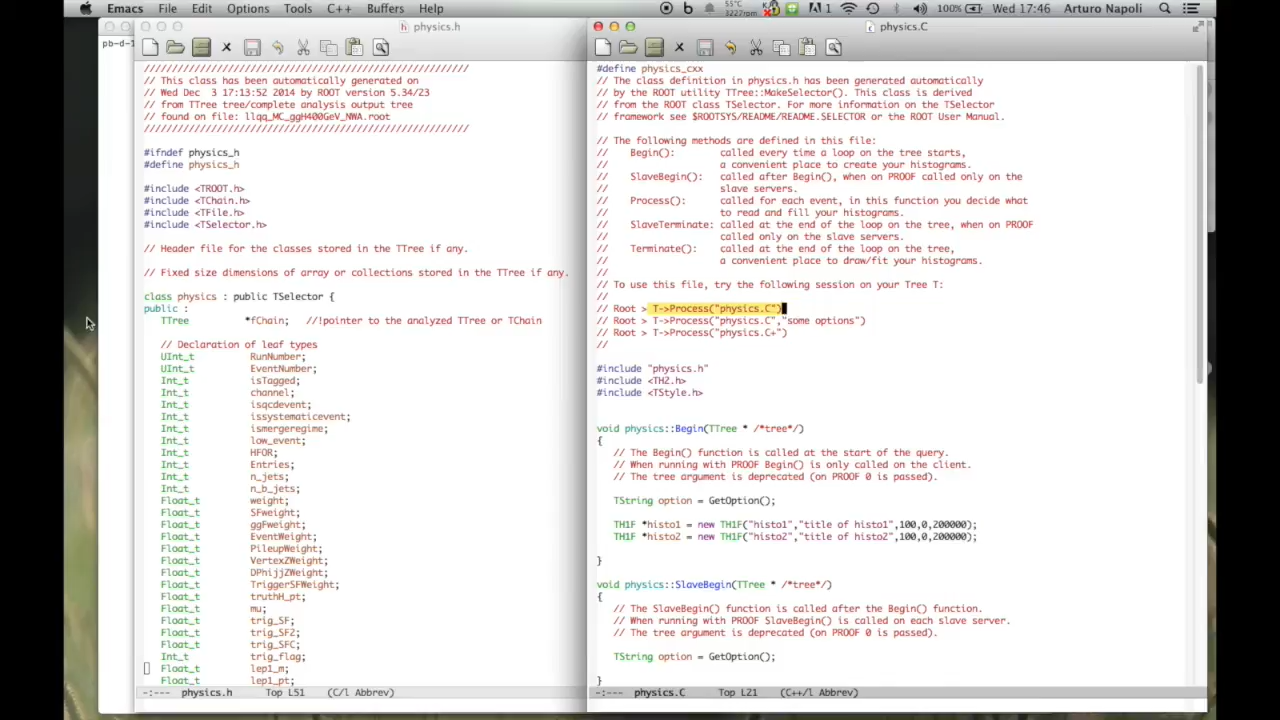 Emacs File Edit Options Tools C++ Buffers Help
55°C
3227rpm
1
100%
Wed 17:46 Arturo Napoli
physics.h
pb-d-1
////////////////////////////////////////////////////////// 
// This class has been automatically generated on
// Wed Dec  3 17:13:52 2014 by ROOT version 5.34/23
// from TTree tree/complete analysis output tree
// found on file: llqq_MC_ggH400GeV_NWA.root
//////////////////////////////////////////////////////////
#ifndef physics_h
#define physics_h
#include <TROOT.h>
#include <TChain.h>
#include <TFile.h>
#include <TSelector.h>
// Header file for the classes stored in the TTree if any.
// Fixed size dimensions of array or collections stored in the TTree if any.
class physics : public TSelector {
public :
TTree          *fChain;   //!pointer to the analyzed TTree or TChain
// Declaration of leaf types
UInt_t          RunNumber;
UInt_t          EventNumber;
Int_t           isTagged;
Int_t           channel;
Int_t           isqcdevent;
Int_t           issystematicevent;
Int_t           ismergeregime;
Int_t           low_event;
Int_t           HFOR;
Int_t           Entries;
Int_t           n_jets;
Int_t           n_b_jets;
Float_t         weight;
Float_t         SFweight;
Float_t         ggFweight;
Float_t         EventWeight;
Float_t         PileupWeight;
Float_t         VertexZWeight;
Float_t         DPhijjZWeight;
Float_t         TriggerSFWeight;
Float_t         truthH_pt;
Float_t         mu;
Float_t         trig_SF;
Float_t         trig_SF2;
Float_t         trig_SFC;
Int_t           trig_flag;
Float_t         lep1_m;
Float_t         lep1_pt;
-:---  physics.h      Top L51    (C/l Abbrev)
physics.C
#define physics_cxx
// The class definition in physics.h has been generated automatically
// by the ROOT utility TTree::MakeSelector(). This class is derived
// from the ROOT class TSelector. For more information on the TSelector
// framework see $ROOTSYS/README/README.SELECTOR or the ROOT User Manual.
// The following methods are defined in this file:
//    Begin():        called every time a loop on the tree starts,
//                    a convenient place to create your histograms.
//    SlaveBegin():   called after Begin(), when on PROOF called only on the
//                    slave servers.
//    Process():      called for each event, in this function you decide what
//                    to read and fill your histograms.
//    SlaveTerminate: called at the end of the loop on the tree, when on PROOF
//                    called only on the slave servers.
//    Terminate():    called at the end of the loop on the tree,
//                    a convenient place to draw/fit your histograms.
//
// To use this file, try the following session on your Tree T:
//
// Root > T->Process("physics.C")
// Root > T->Process("physics.C","some options")
// Root > T->Process("physics.C+")
//
#include "physics.h"
#include <TH2.h>
#include <TStyle.h>
void physics::Begin(TTree * /*tree*/)
{
// The Begin() function is called at the start of the query.
// When running with PROOF Begin() is only called on the client.
// The tree argument is deprecated (on PROOF 0 is passed).
TString option = GetOption();
TH1F *histo1 = new TH1F("histo1","title of histo1",100,0,200000);
TH1F *histo2 = new TH1F("histo2","title of histo2",100,0,200000);
}
void physics::SlaveBegin(TTree * /*tree*/)
{
// The SlaveBegin() function is called after the Begin() function.
// When running with PROOF SlaveBegin() is called on each slave server.
// The tree argument is deprecated (on PROOF 0 is passed).
TString option = GetOption();
}
-:---  physics.C      Top L21    (C++/l Abbrev)